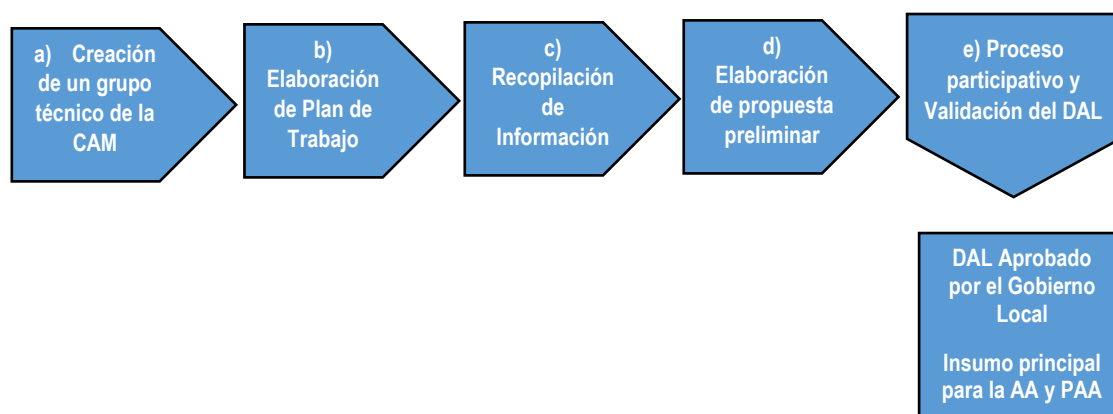 a) Creación
de un grupo
técnico de la
CAM
b)
Elaboración
de Plan de
Trabajo
c)
Recopilación
de
Información
d)
Elaboración
de propuesta
preliminar
e) Proceso
participativo y
Validación del DAL
DAL Aprobado
por el Gobierno
Local
Insumo principal
para la AA y PAA